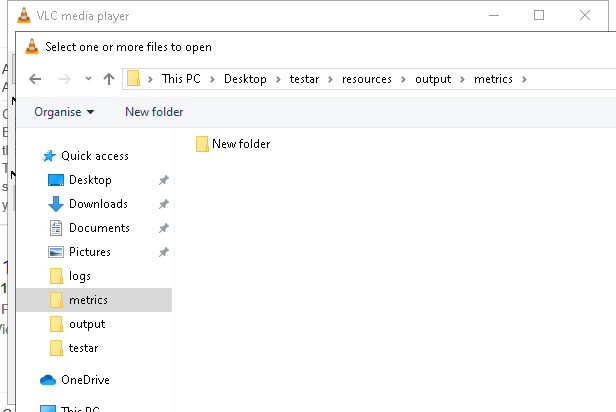 VLC media player
Select one or more files to open
This PC > Desktop > testar > resources > output > metrics >
Organise New folder
New folder
Quick access
Desktop
Downloads
Documents
Pictures
logs
metrics
output
testar
OneDrive
This PC